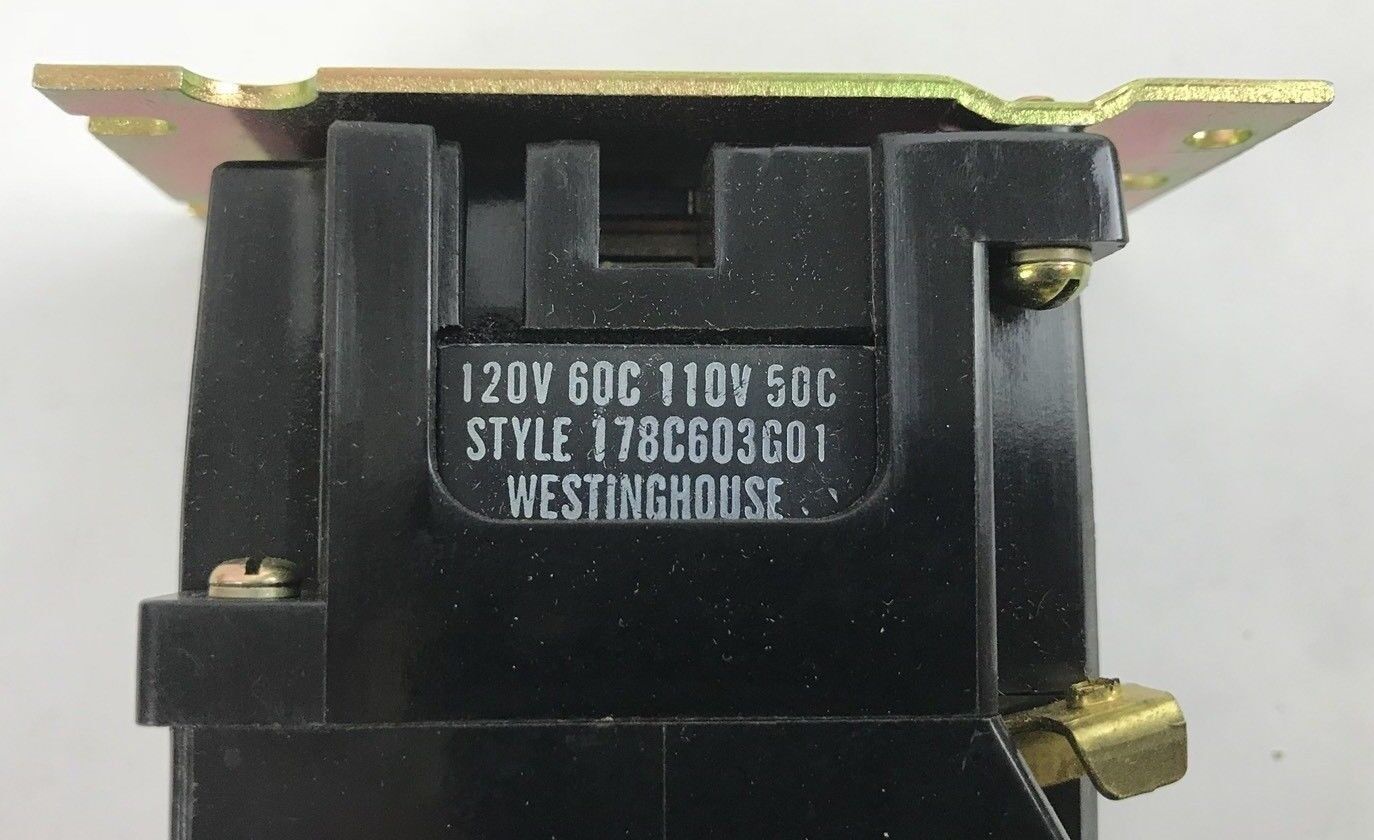 120V 60C 110V 50C
STYLE 178C603G01
WESTINGHOUSE